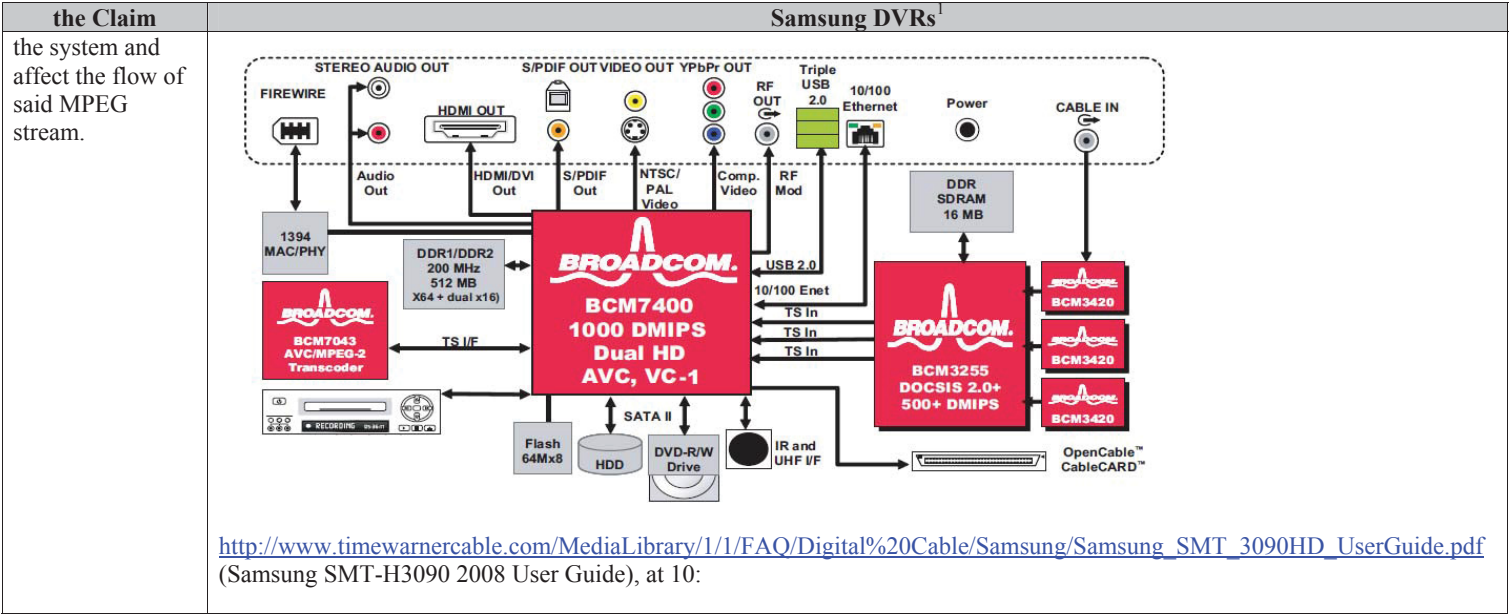 the Claim
Samsung DVRs1
the system and
affect the flow of
said MPEG
stream.
STEREO AUDIO OUT
S/PDIF OUT
VIDEO OUT
YPbPr OUT
Triple
USB
2.0
FIREWIRE
HDMI OUT
RF
OUT
10/100
Ethernet
Power
CABLE IN
Audio
Out
HDMI/DVI
Out
S/PDIF
Out
NTSC/
PAL
Video
Comp.
Video
RF
Mod
DDR
SDRAM
16 MB
1394
MAC/PHY
DDR1/DDR2
200 MHz
512 MB
X64 + dual x16)
BROADCOM.
BCM7400
1000 DMIPS
Dual HD
AVC, VC-1
USB 2.0
10/100 Enet
TS In
TS In
TS In
BROADCOM.
BCM3255
DOCSIS 2.0+
500+ DMIPS
BROADCOM.
BCM3420
BROADCOM.
BCM3420
BROADCOM.
BCM3420
BROADCOM.
BCM7043
AVC/MPEG-2
Transcoder
TS I/F
RECORDING
SATA II
Flash
64Mx8
HDD
DVD-R/W
Drive
IR and
UHF I/F
OpenCable™
CableCARD™
http://www.timewarnercable.com/MediaLibrary/1/1/FAQ/Digital%20Cable/Samsung/Samsung_SMT_3090HD_UserGuide.pdf
(Samsung SMT-H3090 2008 User Guide), at 10: